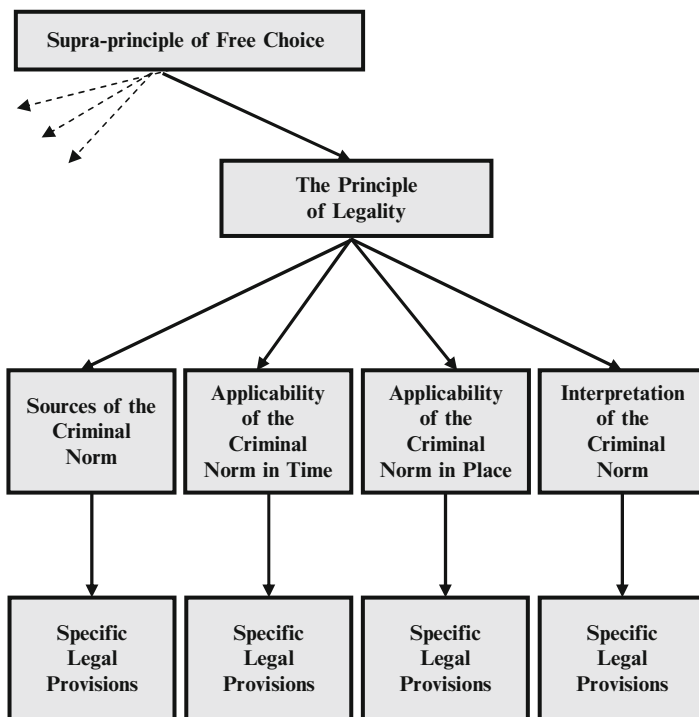 Supra-principle of Free Choice
The Principle
of Legality
Sources of the
Criminal
Norm
Applicability
of the
Criminal
Norm in Time
Applicability
of the
Criminal
Norm in Place
Interpretation
of the
Criminal
Norm
Specific
Legal
Provisions
Specific
Legal
Provisions
Specific
Legal
Provisions
Specific
Legal
Provisions